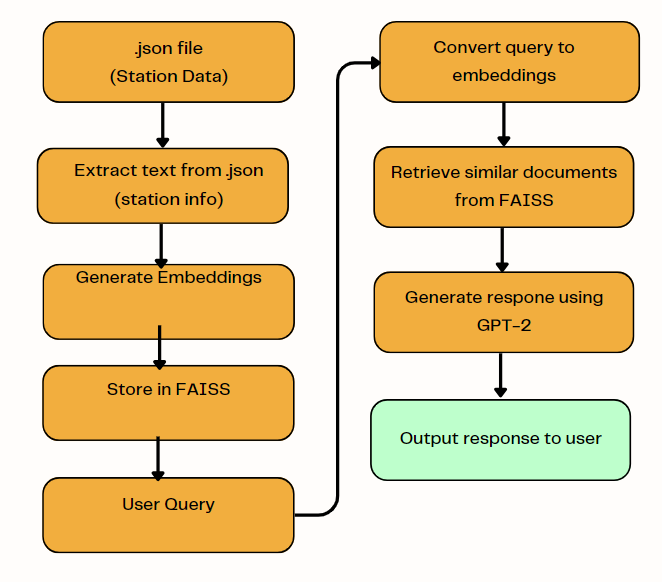 .json file
(Station Data)
Extract text from .json
(station info)
Generate Embeddings
Store in FAISS
User Query
Convert query to
embeddings
Retrieve similar documents
from FAISS
Generate respone using
GPT-2
Output response to user